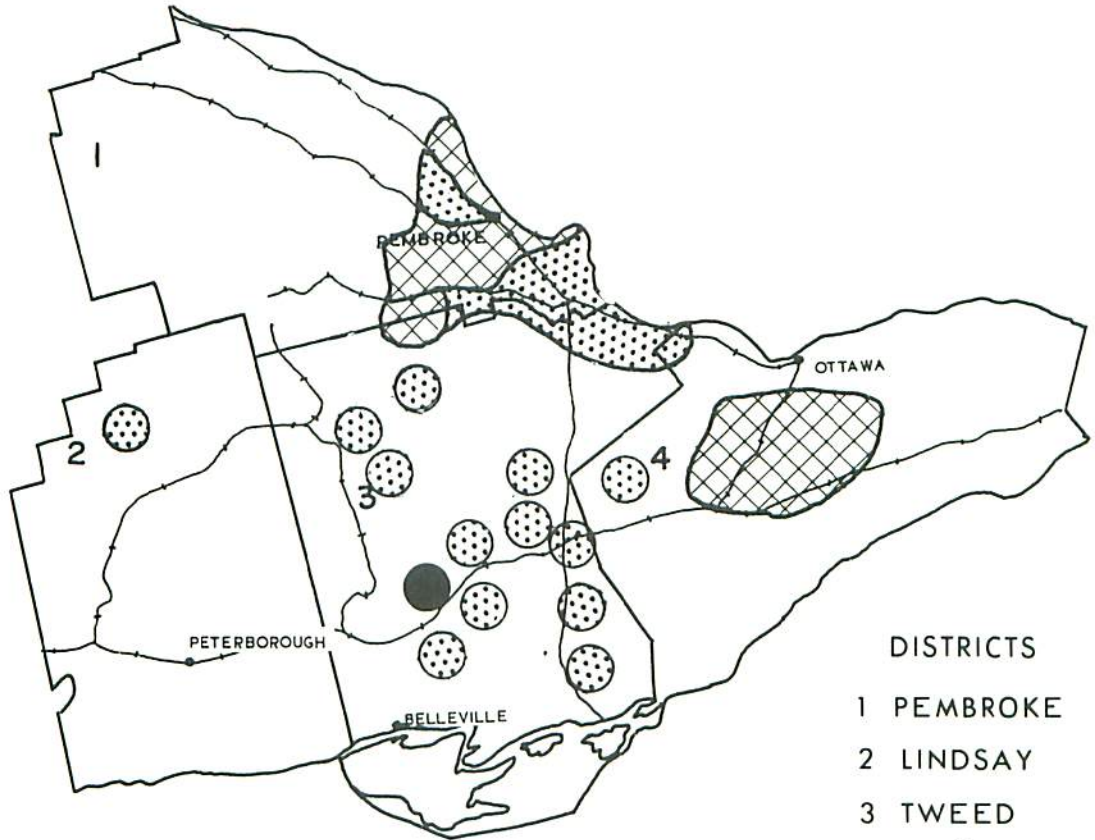 1
PEMBROKE
OTTAWA
2
4
3
PETERBOROUGH
BELLEVILLE
DISTRICTS
1 PEMBROKE
2 LINDSAY
3 TWEED